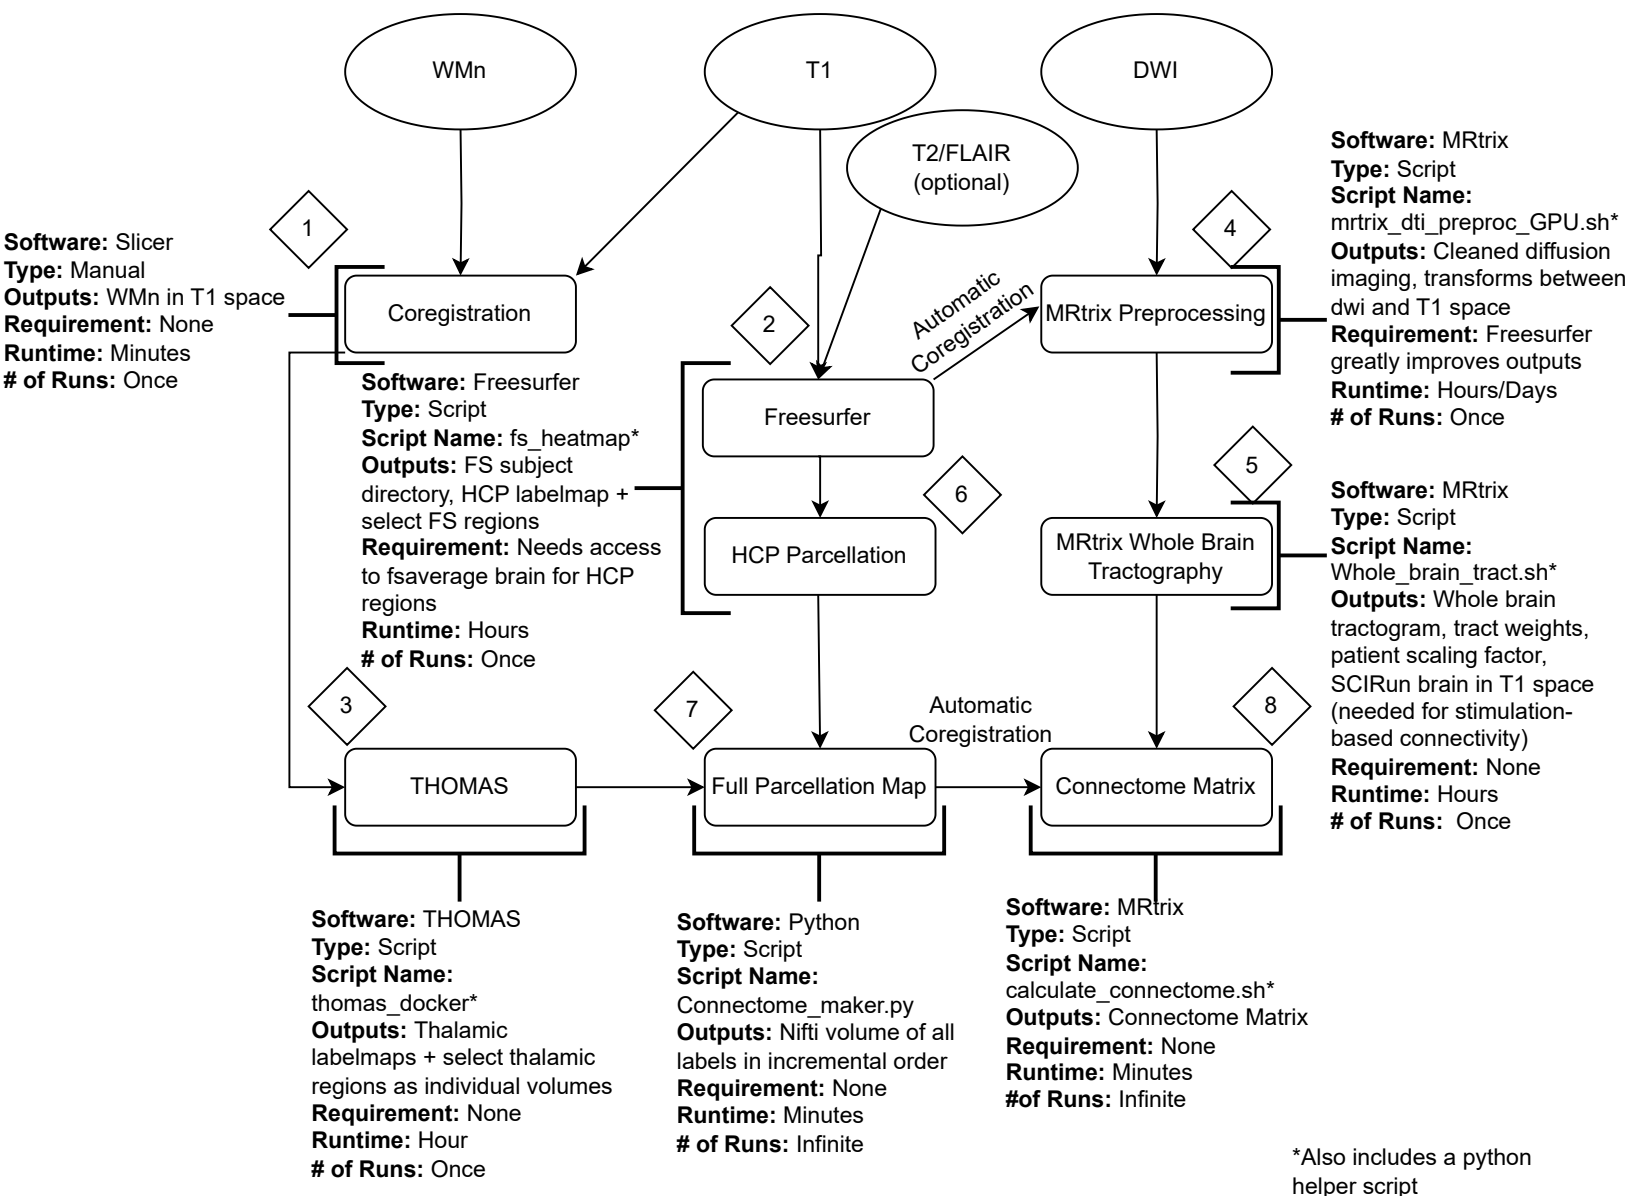 WMn
T1
DWI
T2/FLAIR
(optional)
1
Software: Slicer
Type: Manual
Outputs: WMn in T1 space
Requirement: None
Runtime: Minutes
# of Runs: Once
Coregistration
2
Software: Freesurfer
Type: Script
Script Name: fs_heatmap*
Outputs: FS subject
directory, HCP labelmap +
select FS regions
Requirement: Needs access
to fsaverage brain for HCP
regions
Runtime: Hours
# of Runs: Once
Freesurfer
Automatic
Coregistration
6
HCP Parcellation
4
MRtrix Preprocessing
Software: MRtrix
Type: Script
Script Name:
mrtrix_dti_preproc_GPU.sh*
Outputs: Cleaned diffusion
imaging, transforms between
dwi and T1 space
Requirement: Freesurfer
greatly improves outputs
Runtime: Hours/Days
# of Runs: Once
5
MRtrix Whole Brain
Tractography
Software: MRtrix
Type: Script
Script Name:
Whole_brain_tract.sh*
Outputs: Whole brain
tractogram, tract weights,
patient scaling factor,
SCIRun brain in T1 space
(needed for stimulation-
based connectivity)
Requirement: None
Runtime: Hours
# of Runs: Once
3
THOMAS
7
Full Parcellation Map
Automatic
Coregistration
8
Connectome Matrix
Software: THOMAS
Type: Script
Script Name:
thomas_docker*
Outputs: Thalamic
labelmaps + select thalamic
regions as individual volumes
Requirement: None
Runtime: Hour
# of Runs: Once
Software: Python
Type: Script
Script Name:
Connectome_maker.py
Outputs: Nifti volume of all
labels in incremental order
Requirement: None
Runtime: Minutes
# of Runs: Infinite
Software: MRtrix
Type: Script
Script Name:
calculate_connectome.sh*
Outputs: Connectome Matrix
Requirement: None
Runtime: Minutes
#of Runs: Infinite
*Also includes a python
helper script